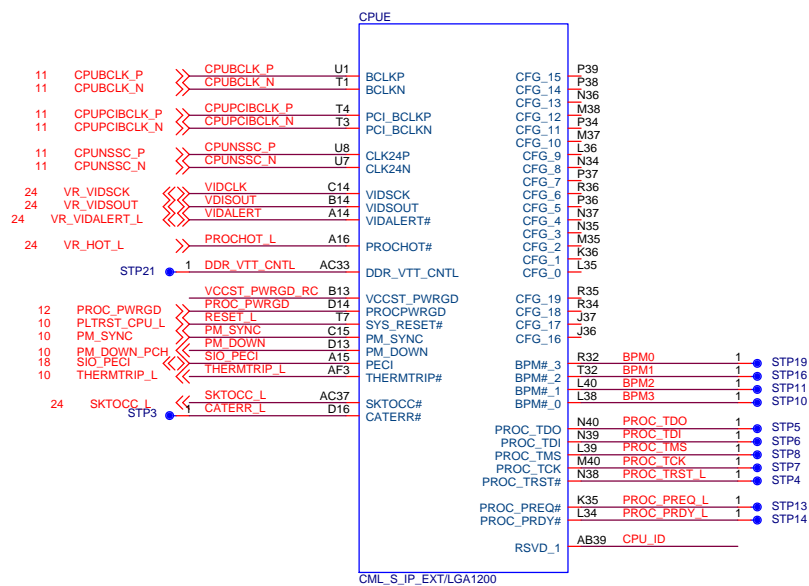 CPUE
11 CPUBCLK_P CPUBCLK_P U1 BCLKP CFG_15 P39
11 CPUBCLK_N CPUBCLK_N T1 BCLKN CFG_14 P38
CFG_13 N36
11 CPUPCIBCLK_P CPUPCIBCLK_P T4 PCI_BCLKP CFG_12 M38
11 CPUPCIBCLK_N CPUPCIBCLK_N T3 PCI_BCLKN CFG_11 P34
CFG_10 M37
11 CPUNSSC_P CPUNSSC_P U8 CLK24P CFG_9 L36
11 CPUNSSC_N CPUNSSC_N U7 CLK24N CFG_8 N34
CFG_7 P37
24 VR_VIDSCK VIDCLK C14 VIDSCK CFG_6 R36
24 VR_VIDSOUT VDISOUT B14 VIDSOUT CFG_5 P36
24 VR_VIDALERT_L VIDALERT A14 VIDALERT# CFG_4 N37
CFG_3 N35
24 VR_HOT_L PROCHOT_L A16 PROCHOT# CFG_2 M35
CFG_1 K36
STP21 1 DDR_VTT_CNTL AC33 DDR_VTT_CNTL CFG_0 L35
VCCST_PWRGD_RC B13 VCCST_PWRGD CFG_19 R35
12 PROC_PWRGD PROC_PWRGD D14 PROCPWRGD CFG_18 R34
10 PLTRST_CPU_L RESET_L T7 SYS_RESET# CFG_17 J37
10 PM_SYNC PM_SYNC C15 PM_SYNC CFG_16 J36
10 PM_DOWN_PCH PM_DOWN D13 PM_DOWN
18 SIO_PECI SIO_PECI A15 PECI BPM#_3 R32 BPM0 1 STP19
10 THERMTRIP_L THERMTRIP_L AF3 THERMTRIP# BPM#_2 T32 BPM1 1 STP16
BPM#_1 L40 BPM2 1 STP11
24 SKTOCC_L SKTOCC_L AC37 SKTOCC# BPM#_0 L38 BPM3 1 STP10
STP3 1 CATERR_L D16 CATERR#
PROC_TDO N40 PROC_TDO 1 STP5
PROC_TDI N39 PROC_TDI 1 STP6
PROC_TMS L39 PROC_TMS 1 STP8
PROC_TCK M40 PROC_TCK 1 STP7
PROC_TRST# N38 PROC_TRST_L 1 STP4
PROC_PREQ# K35 PROC_PREQ_L 1 STP13
PROC_PRDY# L34 PROC_PRDY_L 1 STP14
RSVD_1 AB39 CPU_ID
CML_S_IP_EXT/LGA1200